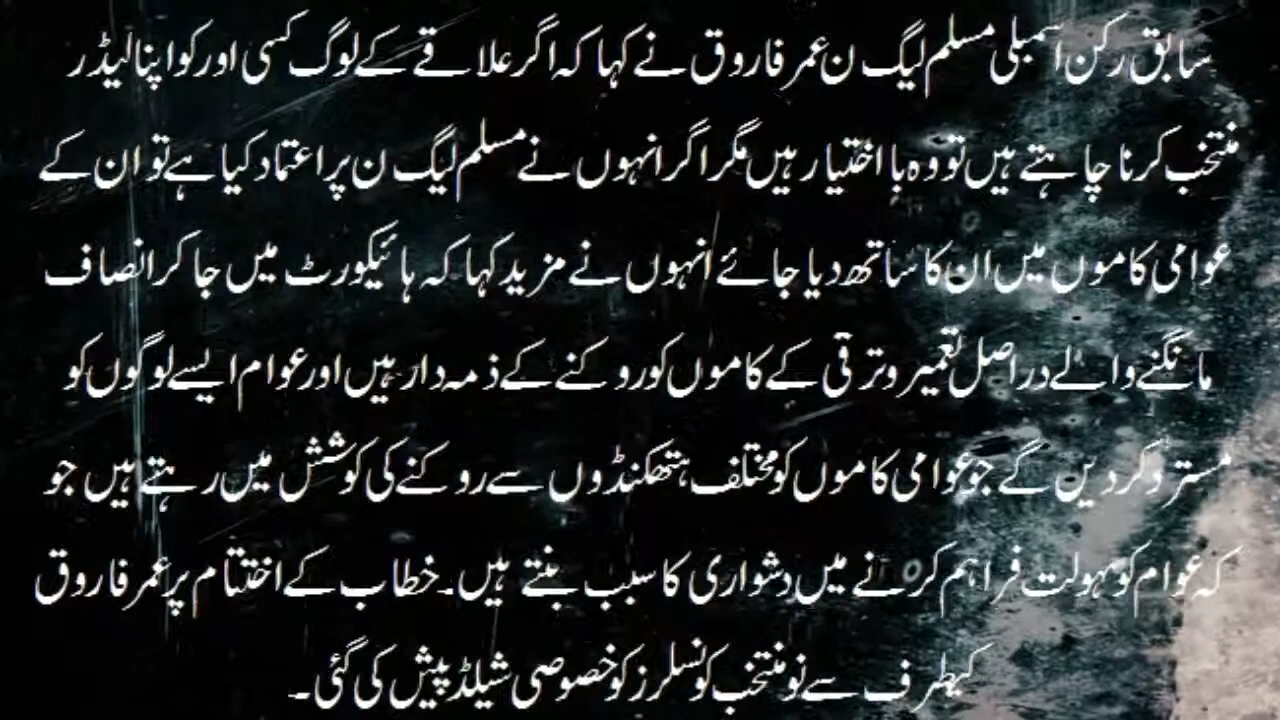 سابق رکن اسمبلی مسلم لیگ ن عمر فاروق نے کہا کہ اگر علاقے کے لوگ کسی اور کو اپنا لیڈر
منتخب کرنا چاہتے ہیں تو وہ با اختیار ہیں مگر اگر انہوں نے مسلم لیگ ن پر اعتماد کیا ہے تو ان کے
عوامی کاموں میں ان کا ساتھ دیا جائے انہوں نے مزید کہا کہ ہائیکورٹ میں جا کر انصاف
مانگنے والے دراصل تعمیر و ترقی کے کاموں کو روکنے کے ذمہ دار ہیں اور عوام ایسے لوگوں کو
مسترد کر دیں گے جو عوامی کاموں کو مختلف ہتھکنڈوں سے روکنے کی کوشش میں رہتے ہیں جو
کہ عوام کو سہولت فراہم کرنے میں دشواری کا سبب بنتے ہیں۔ خطاب کے اختتام پر عمر فاروق
کیطرف سے نو منتخب کونسلرز کو خصوصی شیلڈ پیش کی گئی۔